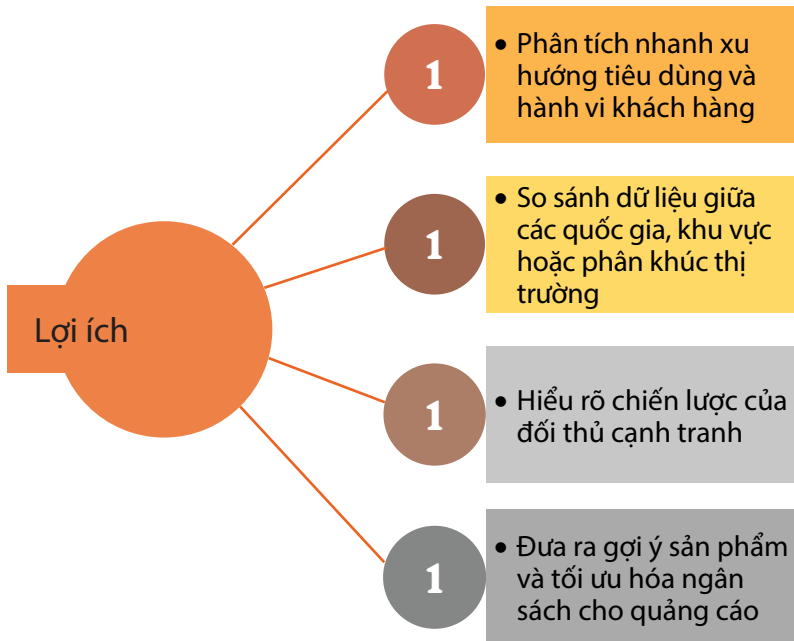 Lợi ích
1
• Phân tích nhanh xu
hướng tiêu dùng và
hành vi khách hàng
1
• So sánh dữ liệu giữa
các quốc gia, khu vực
hoặc phân khúc thị
trường
1
• Hiểu rõ chiến lược của
đối thủ cạnh tranh
1
• Đưa ra gợi ý sản phẩm
và tối ưu hóa ngân
sách cho quảng cáo